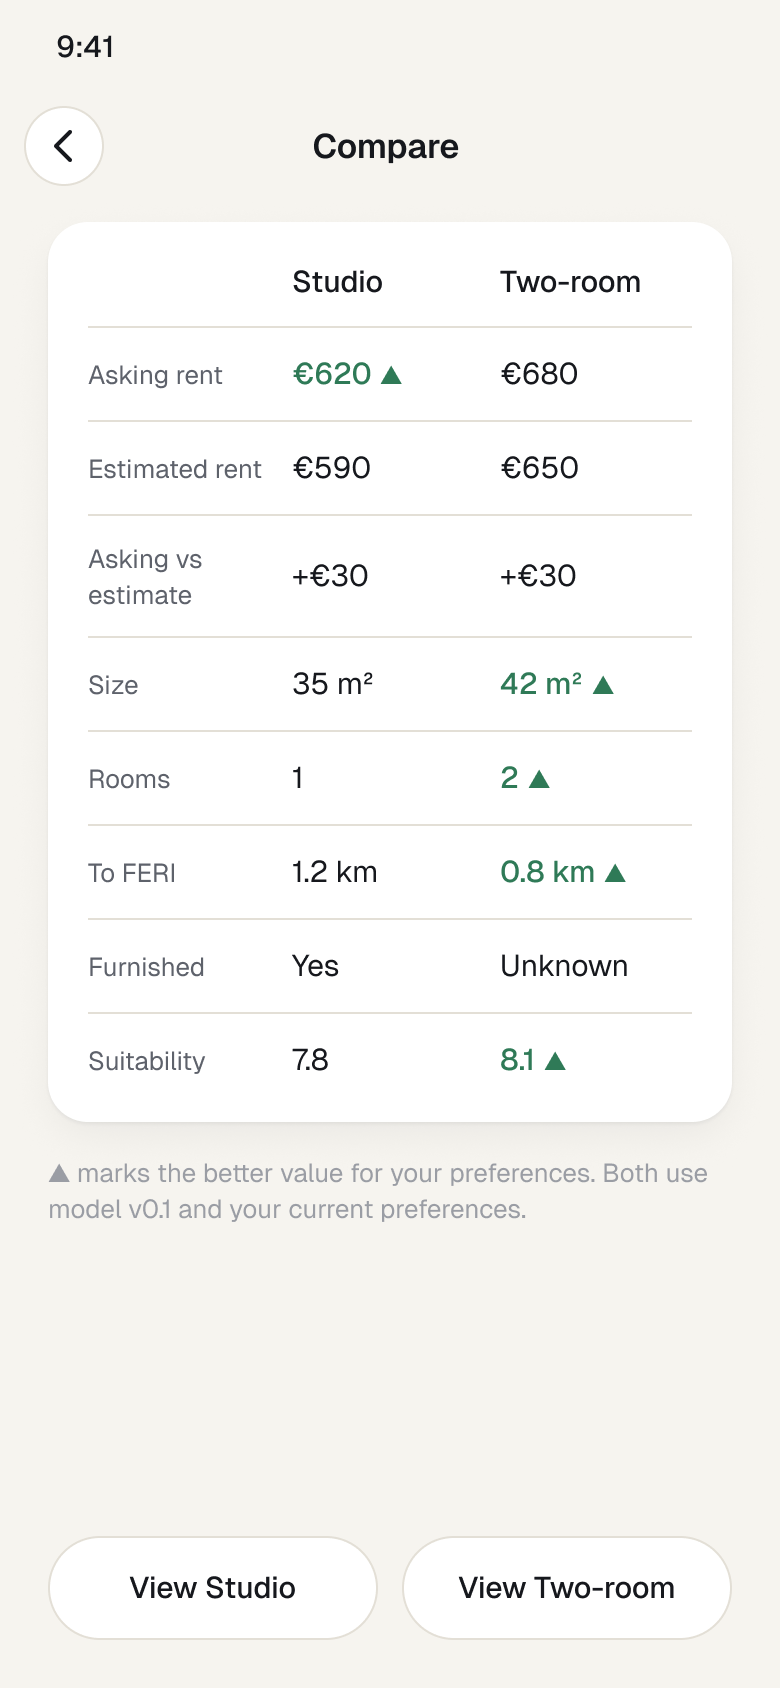 9:41
Compare
Studio Two-room
Asking rent €620 ▲ €680
Estimated rent €590 €650
Asking vs
estimate +€30 +€30
Size 35 m² 42 m² ▲
Rooms 1 2 ▲
To FERI 1.2 km 0.8 km ▲
Furnished Yes Unknown
Suitability 7.8 8.1 ▲
▲ marks the better value for your preferences. Both use
model v0.1 and your current preferences.
View Studio View Two-room